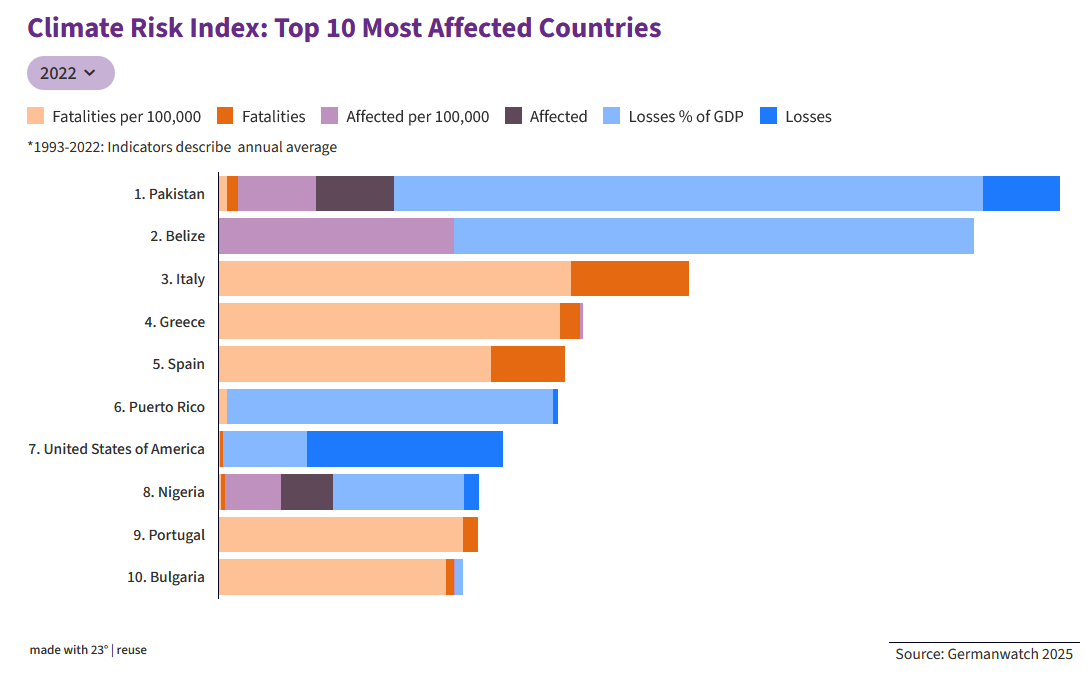 Climate Risk Index: Top 10 Most Affected Countries
2022
Fatalities per 100,000 Fatalities Affected per 100,000 Affected Losses % of GDP Losses
*1993-2022: Indicators describe annual average
1. Pakistan
2. Belize
3. Italy
4. Greece
5. Spain
6. Puerto Rico
7. United States of America
8. Nigeria
9. Portugal
10. Bulgaria
made with 23° | reuse
Source: Germanwatch 2025